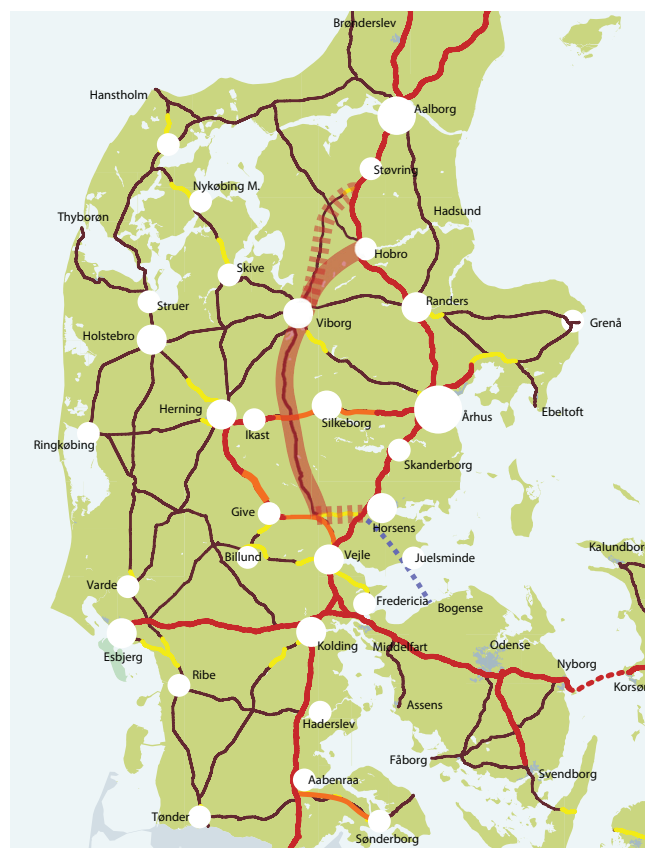 Brønderslev
Hanstholm
Aalborg
Støvring
Nykøbing M.
Thyborøn
Hadsund
Hobro
Skive
Struer
Randers
Viborg
Grenå
Holstebro
Herning
Århus
Ebeltoft
Silkeborg
Ikast
Ringkøbing
Skanderborg
Give
Horsens
Kalundbor
Billund
Vejle
Juelsminde
Varde
Fredericia
Bogense
Kolding
Middelfart
Odense
Esbjerg
Nyborg
Ribe
Korsø
Assens
Haderslev
Fåborg
Svendborg
Aabenraa
Tønder
Sønderborg